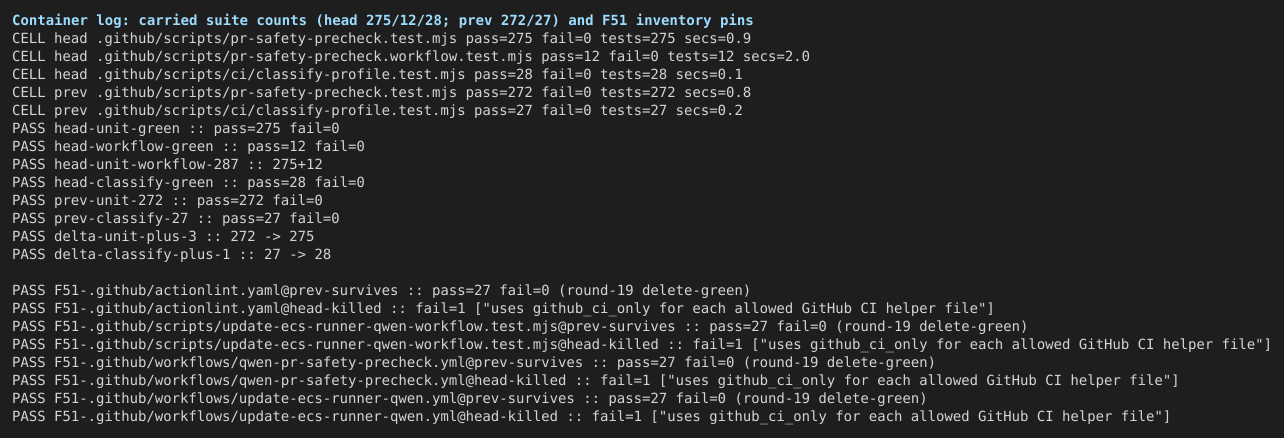 Container log: carried suite counts (head 275/12/28; prev 272/27) and F51 inventory pins
CELL head .github/scripts/pr-safety-precheck.test.mjs pass=275 fail=0 tests=275 secs=0.9
CELL head .github/scripts/pr-safety-precheck.workflow.test.mjs pass=12 fail=0 tests=12 secs=2.0
CELL head .github/scripts/ci/classify-profile.test.mjs pass=28 fail=0 tests=28 secs=0.1
CELL prev .github/scripts/pr-safety-precheck.test.mjs pass=272 fail=0 tests=272 secs=0.8
CELL prev .github/scripts/ci/classify-profile.test.mjs pass=27 fail=0 tests=27 secs=0.2
PASS head-unit-green :: pass=275 fail=0
PASS head-workflow-green :: pass=12 fail=0
PASS head-unit-workflow-287 :: 275+12
PASS head-classify-green :: pass=28 fail=0
PASS prev-unit-272 :: pass=272 fail=0
PASS prev-classify-27 :: pass=27 fail=0
PASS delta-unit-plus-3 :: 272 -> 275
PASS delta-classify-plus-1 :: 27 -> 28
PASS F51-.github/actionlint.yaml@prev-survives :: pass=27 fail=0 (round-19 delete-green)
PASS F51-.github/actionlint.yaml@head-killed :: fail=1 ["uses github_ci_only for each allowed GitHub CI helper file"]
PASS F51-.github/scripts/update-ecs-runner-qwen-workflow.test.mjs@prev-survives :: pass=27 fail=0 (round-19 delete-green)
PASS F51-.github/scripts/update-ecs-runner-qwen-workflow.test.mjs@head-killed :: fail=1 ["uses github_ci_only for each allowed GitHub CI helper file"]
PASS F51-.github/workflows/qwen-pr-safety-precheck.yml@prev-survives :: pass=27 fail=0 (round-19 delete-green)
PASS F51-.github/workflows/qwen-pr-safety-precheck.yml@head-killed :: fail=1 ["uses github_ci_only for each allowed GitHub CI helper file"]
PASS F51-.github/workflows/update-ecs-runner-qwen.yml@prev-survives :: pass=27 fail=0 (round-19 delete-green)
PASS F51-.github/workflows/update-ecs-runner-qwen.yml@head-killed :: fail=1 ["uses github_ci_only for each allowed GitHub CI helper file"]